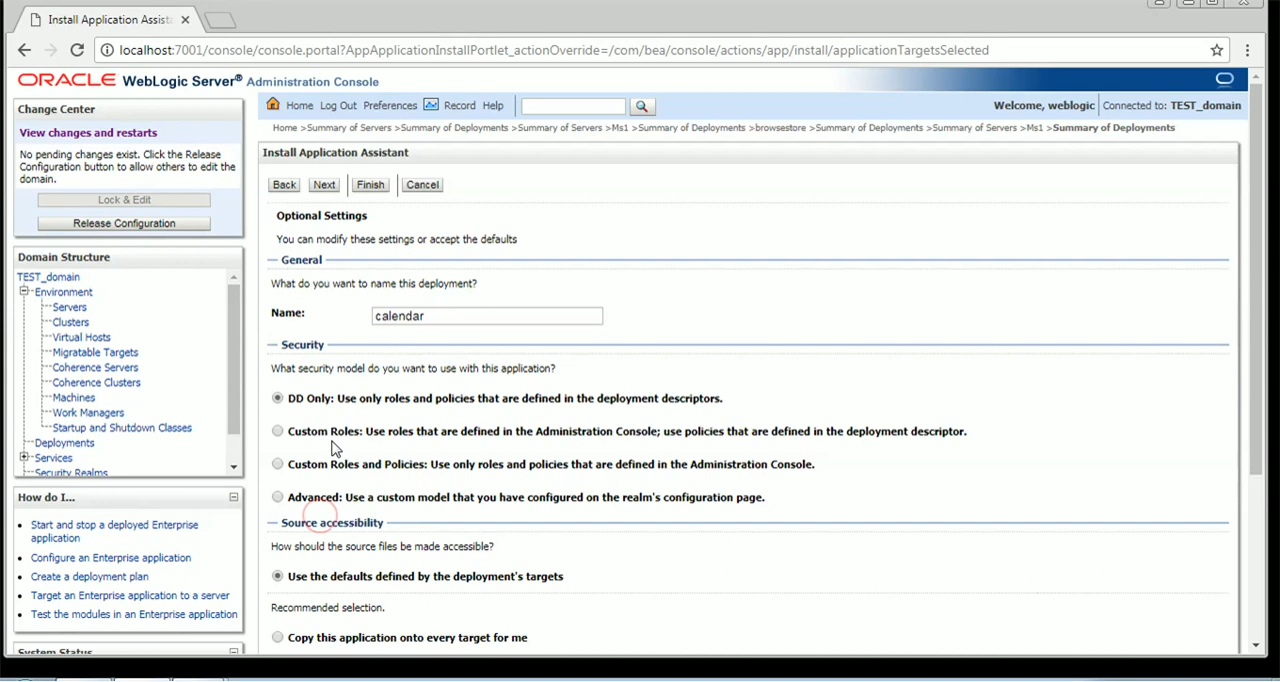 Install Application Assist
localhost:7001/console/console.portal?AppApplicationInstallPortlet_actionOverride=/com/bea/console/actions/app/install/applicationTargetsSelected
ORACLE WebLogic Server® Administration Console
Change Center
View changes and restarts
No pending changes exist. Click the Release
Configuration button to allow others to edit the
domain.
Lock & Edit
Release Configuration
Domain Structure
TEST_domain
Environment
Servers
Clusters
Virtual Hosts
Migratable Targets
Coherence Servers
Coherence Clusters
Machines
Work Managers
Startup and Shutdown Classes
Deployments
Services
Security Realms
How do I...
Start and stop a deployed Enterprise
application
Configure an Enterprise application
Create a deployment plan
Target an Enterprise application to a server
Test the modules in an Enterprise application
System Status
Home Log Out Preferences Record Help
Welcome, weblogic Connected to: TEST_domain
Home >Summary of Servers >Summary of Deployments >Summary of Servers >Ms1 >Summary of Deployments >browsestore >Summary of Deployments >Summary of Servers >Ms1 >Summary of Deployments
Install Application Assistant
Back Next Finish Cancel
Optional Settings
You can modify these settings or accept the defaults
General
What do you want to name this deployment?
Name: calendar
Security
What security model do you want to use with this application?
DD Only: Use only roles and policies that are defined in the deployment descriptors.
Custom Roles: Use roles that are defined in the Administration Console; use policies that are defined in the deployment descriptor.
Custom Roles and Policies: Use only roles and policies that are defined in the Administration Console.
Advanced: Use a custom model that you have configured on the realm's configuration page.
Source accessibility
How should the source files be made accessible?
Use the defaults defined by the deployment's targets
Recommended selection.
Copy this application onto every target for me